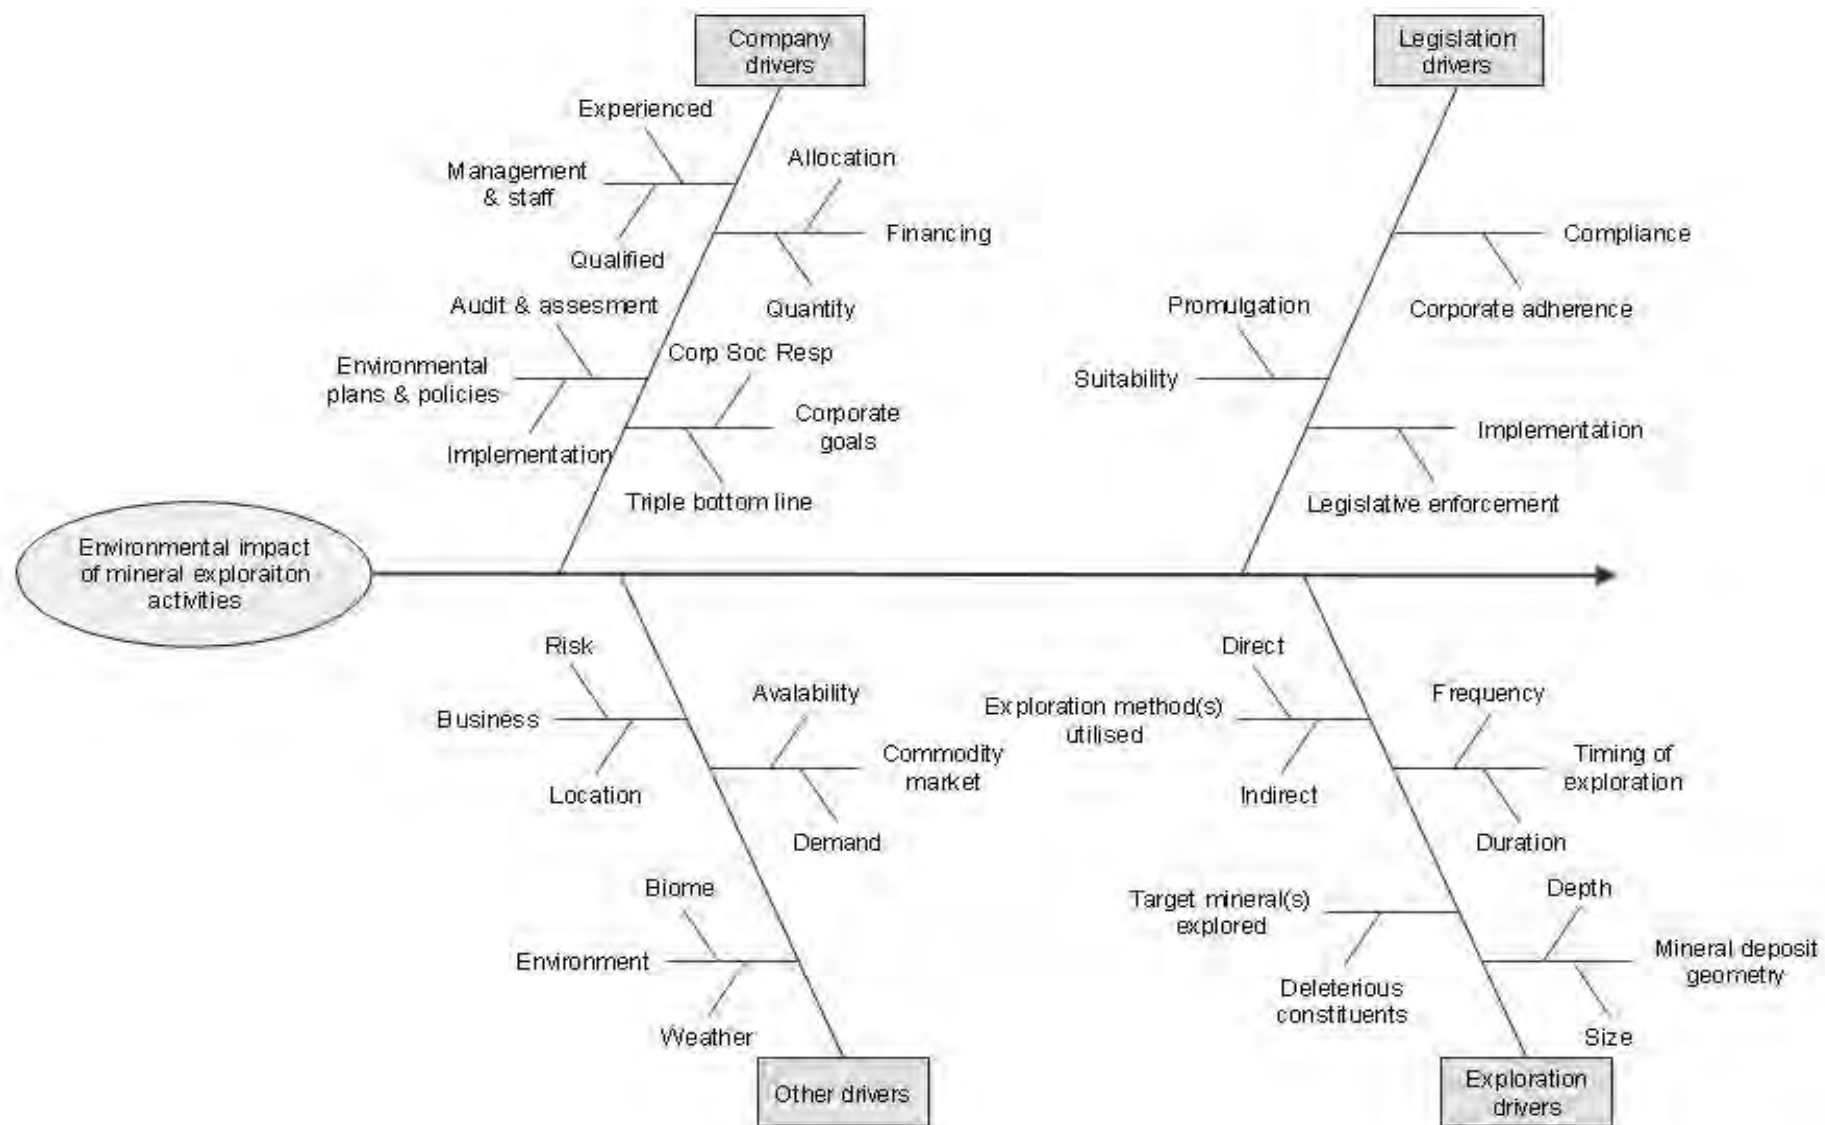 Company
drivers
Legislation
drivers
Experienced
Allocation
Management
& staff
Financing
Compliance
Qualified
Audit & assesment
Quantity
Promulgation
Corporate adherence
Corp Soc Resp
Environmental
plans & policies
Suitability
Corporate
goals
Implementation
Implementation
Triple bottom line
Legislative enforcement
Environmental impact
of mineral exploraiton
activities
Risk
Direct
Avalability
Frequency
Business
Exploration method(s)
utilised
Commodity
market
Timing of
exploration
Location
Indirect
Demand
Duration
Biome
Depth
Target mineral(s)
explored
Environment
Mineral deposit
geometry
Deleterious
constituents
Weather
Size
Other drivers
Exploration
drivers